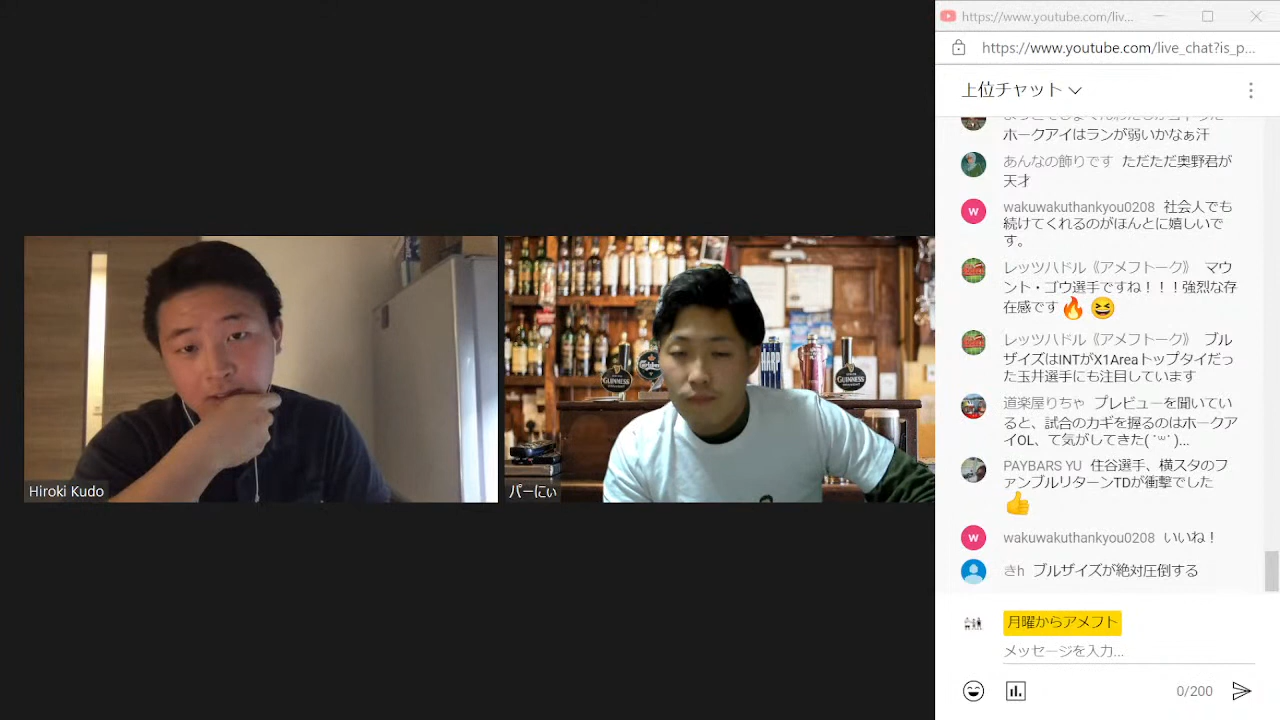 https://www.youtube.com/liv...
https://www.youtube.com/live_chat?is_p...
上位チャット
ホークアイはランが弱いかなぁ汗
あんなの飾りです ただただ奥野君が
天才
wakuwakuthankyou0208 社会人でも
続けてくれるのがほんとに嬉しいで
す。
レッツハドル《アメフトーク》 マウ
ント・ゴウ選手ですね！！！強烈な存
在感です🔥😆
レッツハドル《アメフトーク》 ブル
ザイズはINTがX1Areaトップタイだっ
た玉井選手にも注目しています
道楽屋りちゃ プレビューを聞いてい
ると、試合のカギを握るのはホークア
イOL、て気がしてきた( ˙꒳˙ )...
PAYBARS YU 住谷選手、横スタのフ
ァンブルリターンTDが衝撃でした
👍
wakuwakuthankyou0208 いいね！
きh ブルザイズが絶対圧倒する
月曜からアメフト
メッセージを入力...
0/200
Hiroki Kudo
パーにぃ
GUINNESS
Carlsberg
HARP
GUINNESS
W
W